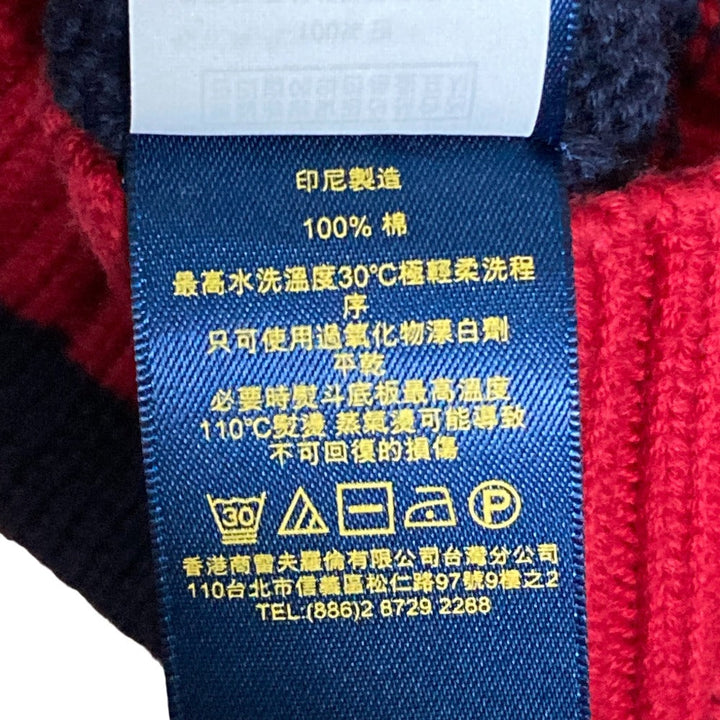 印尼製造
100% 棉
最高水洗溫度30℃極輕柔洗程
序
只可使用過氧化物漂白劑
平乾
必要時熨斗底板最高溫度
110℃熨燙 蒸氣燙可能導致
不可回復的損傷
30
P
香港商雷夫羅倫有限公司台灣分公司
110台北市信義區松仁路97號9樓之2
TEL.(886)2 8729 2288